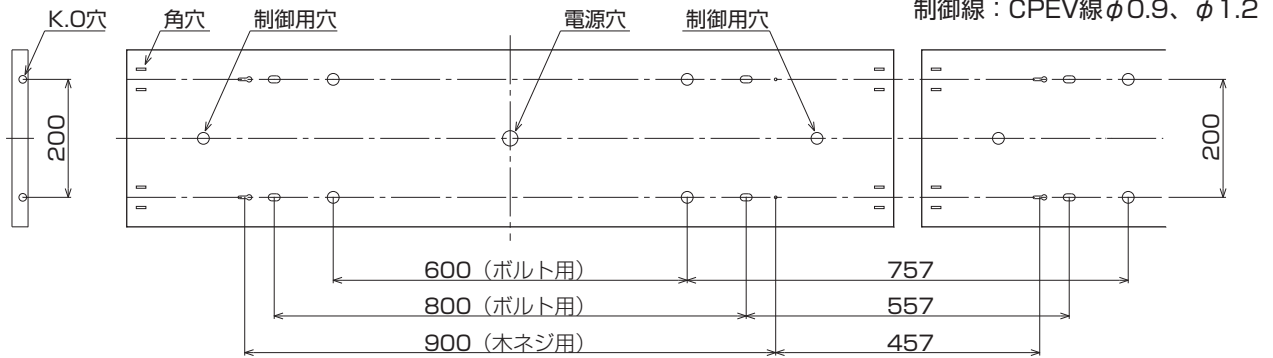 制御線：CPEV線φ0.9、φ1.2
K.O穴 角穴 制御用穴 電源穴 制御用穴
200
200
600（ボルト用） 757
800（ボルト用） 557
900（木ネジ用） 457